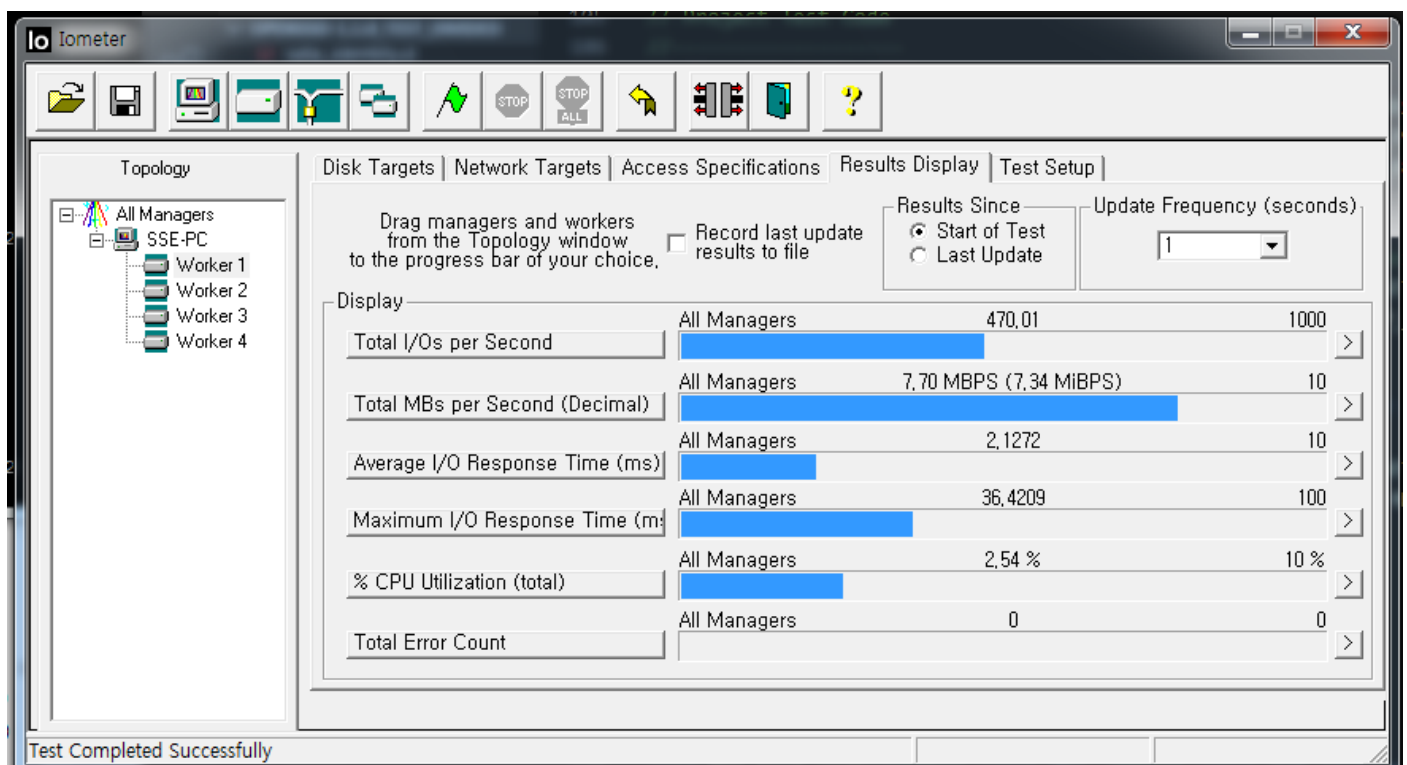 Io Iometer
STOP
STOP
ALL
?
Topology
All Managers
SSE-PC
Worker 1
Worker 2
Worker 3
Worker 4
Disk Targets
Network Targets
Access Specifications
Results Display
Test Setup
Drag managers and workers
from the Topology window
to the progress bar of your choice.
Record last update
results to file
Results Since
Start of Test
Last Update
Update Frequency (seconds)
1
Display
All Managers 470.01 1000
Total I/Os per Second >
All Managers 7.70 MBPS (7.34 MiBPS) 10
Total MBs per Second (Decimal) >
All Managers 2.1272 10
Average I/O Response Time (ms) >
All Managers 36.4209 100
Maximum I/O Response Time (m >
All Managers 2.54 % 10 %
% CPU Utilization (total) >
All Managers 0 0
Total Error Count >
Test Completed Successfully